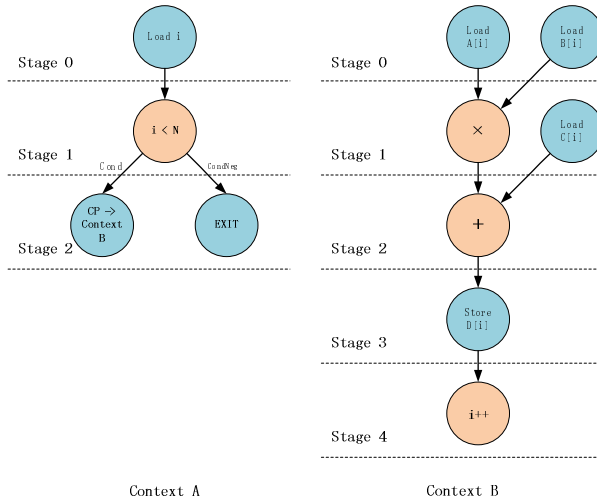 Load i
Stage 0
i < N
Stage 1
Cond
CondNeg
CP ->
Context
B
EXIT
Stage 2
Context A
Load
A[i]
Load
B[i]
Stage 0
×
Load
C[i]
Stage 1
+
Stage 2
Store
D[i]
Stage 3
i++
Stage 4
Context B